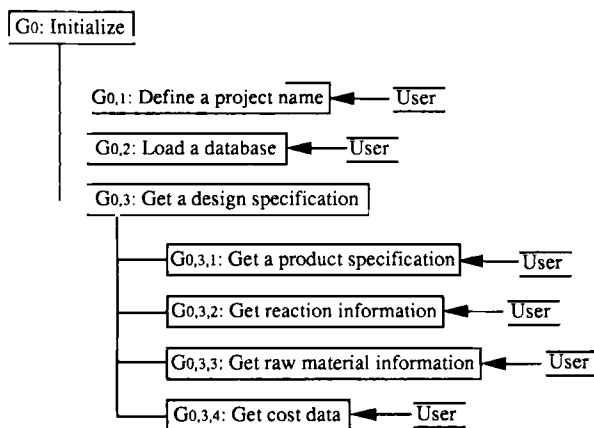 G0: Initialize
G0,1: Define a project name User
G0,2: Load a database User
G0,3: Get a design specification
G0,3,1: Get a product specification User
G0,3,2: Get reaction information User
G0,3,3: Get raw material information User
G0,3,4: Get cost data User